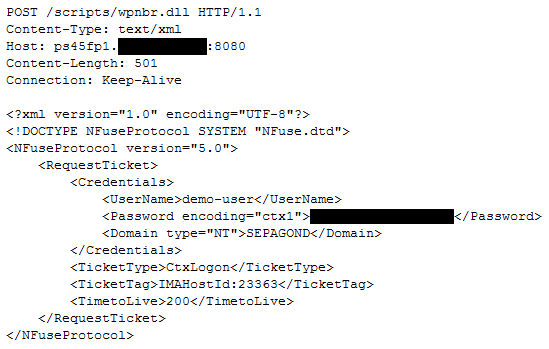 POST /scripts/wpnbr.dll HTTP/1.1
Content-Type: text/xml
Host: ps45fp1.:8080
Content-Length: 501
Connection: Keep-Alive
<?xml version="1.0" encoding="UTF-8"?>
<!DOCTYPE NFuseProtocol SYSTEM "NFuse.dtd">
<NFuseProtocol version="5.0">
<RequestTicket>
<Credentials>
<UserName>demo-user</UserName>
<Password encoding="ctx1"></Password>
<Domain type="NT">SEPAGOND</Domain>
</Credentials>
<TicketType>CtxLogon</TicketType>
<TicketTag>IMAHostId:23363</TicketTag>
<TimetoLive>200</TimetoLive>
</RequestTicket>
</NFuseProtocol>